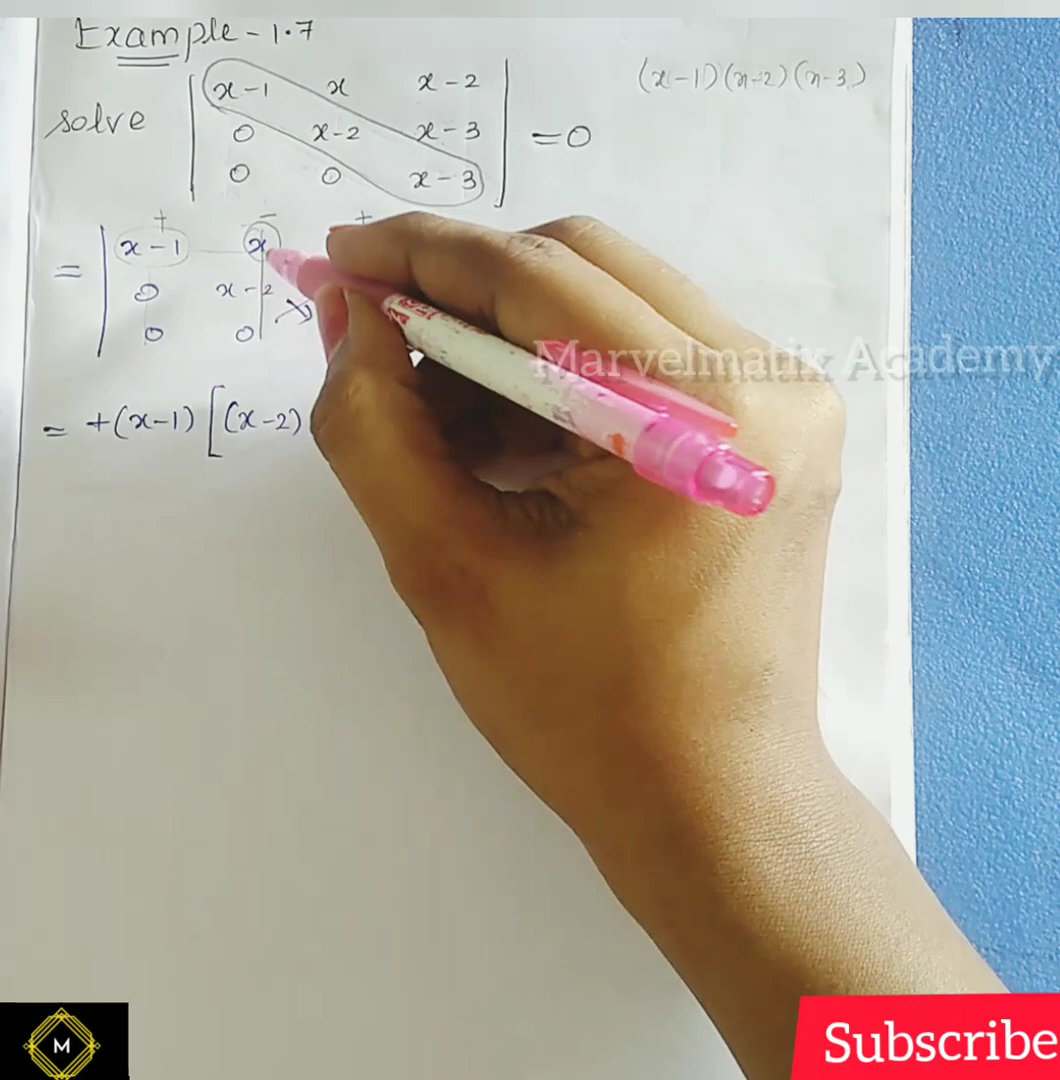 Example - 1.7
(x-1)(x-2)(x-3)
solve | x-1 x x-2 | = 0
0 x-2 x-3
0 0 x-3
+ - +
= | x-1 x
0 x-2
0 0
= +(x-1) [(x-2)
Marvelmatix Academy
M
Subscribe